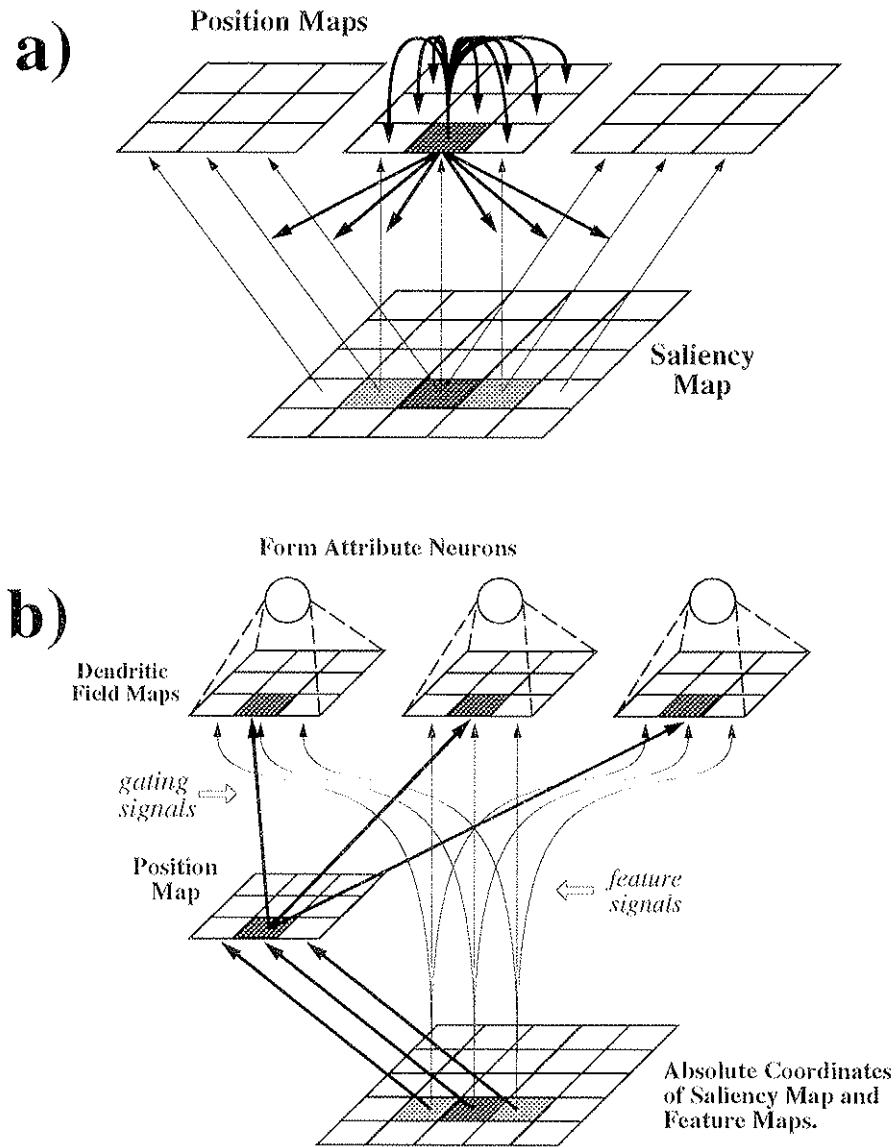 a)
Position Maps
Saliency
Map
b)
Form Attribute Neurons
Dendritic
Field Maps
gating
signals
Position
Map
feature
signals
Absolute Coordinates
of Saliency Map and
Feature Maps.